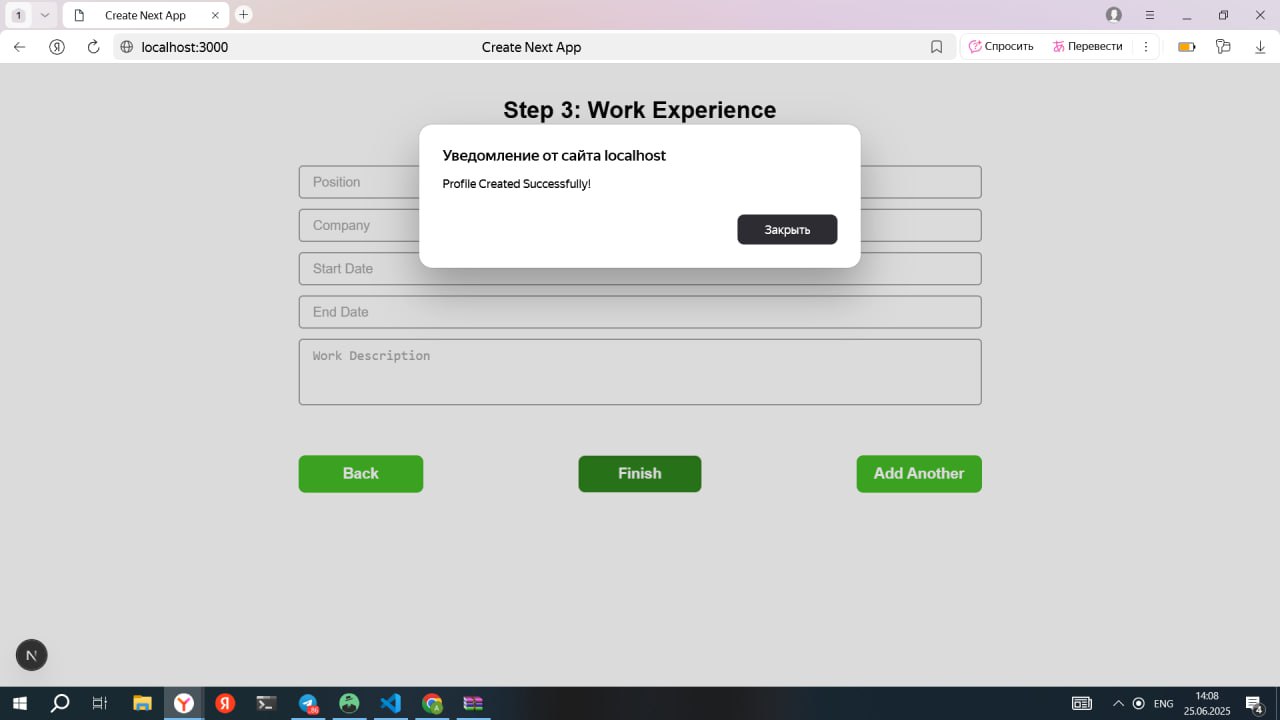 1
Create Next App
Я
localhost:3000
Create Next App
Спросить
Перевести
Step 3: Work Experience
Уведомление от сайта localhost
Profile Created Successfully!
Закрыть
Position
Company
Start Date
End Date
Work Description
Back
Finish
Add Another
N
Y
Я
86
A
ENG
14:08
25.06.2025
4